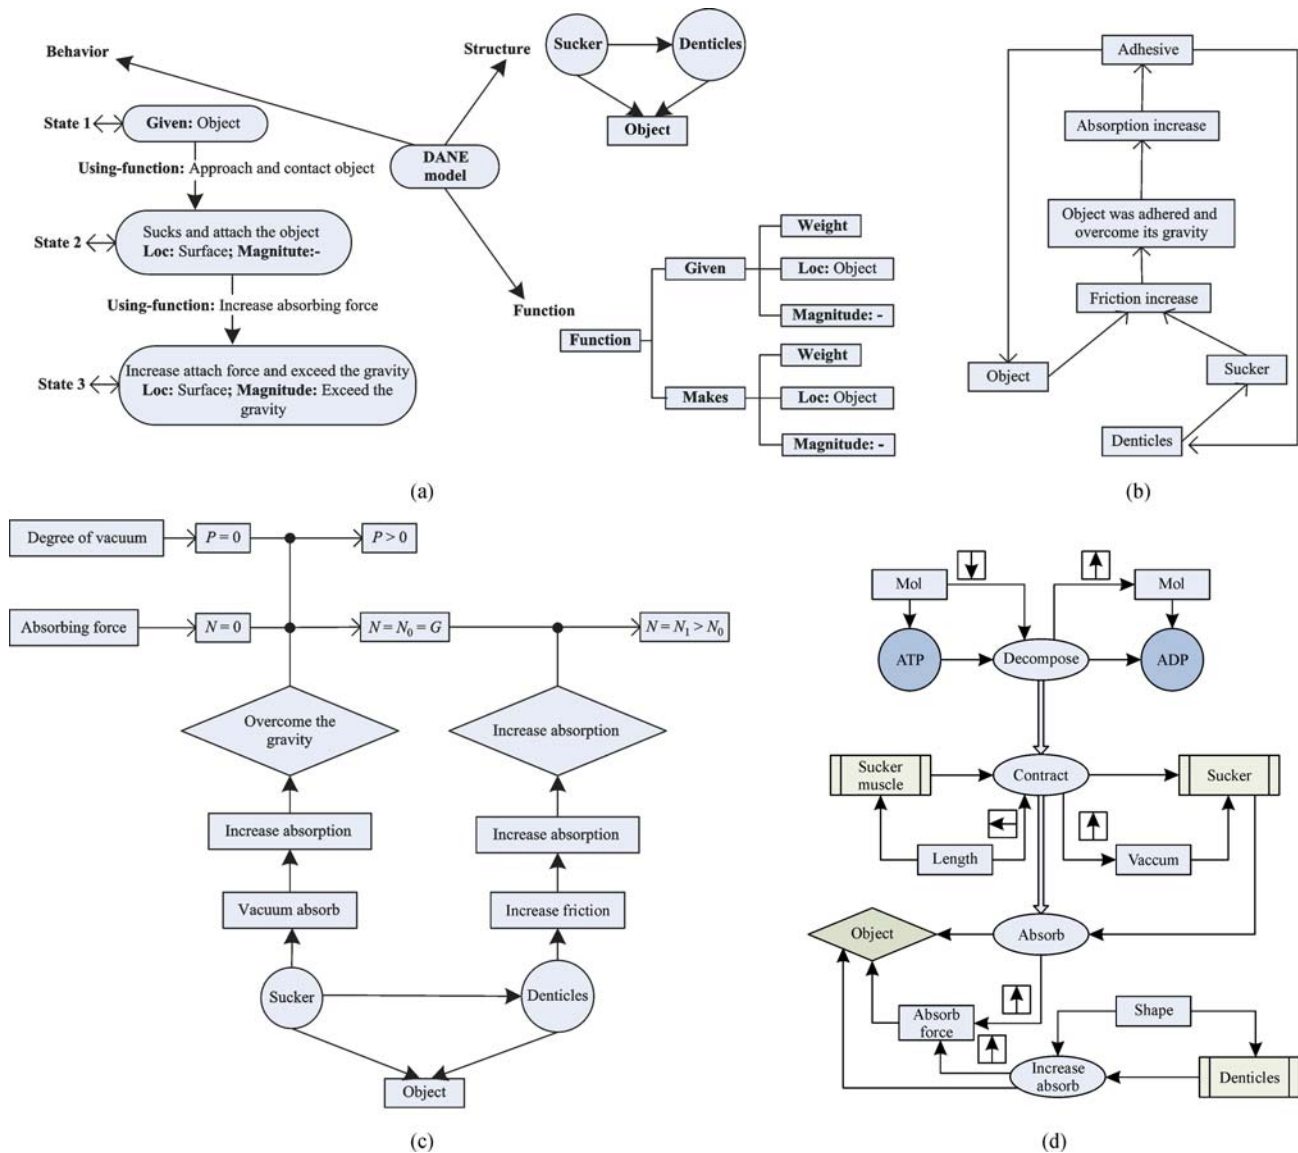 Behavior
State 1
Given: Object
Using-function: Approach and contact object
State 2
Sucks and attach the object
Loc: Surface; Magnitute:-
Using-function: Increase absorbing force
State 3
Increase attach force and exceed the gravity
Loc: Surface; Magnitude: Exceed the
gravity
DANE
model
Structure
Sucker
Denticles
Object
Function
Function
Given
Weight
Loc: Object
Magnitude: -
Makes
Weight
Loc: Object
Magnitude: -
(a)
Adhesive
Absorption increase
Object was adhered and
overcome its gravity
Friction increase
Object
Sucker
Denticles
(b)
Degree of vacuum
P = 0
P > 0
Absorbing force
N = 0
N = N₀ = G
N = N₁ > N₀
Overcome the
gravity
Increase absorption
Increase absorption
Increase absorption
Vacuum absorb
Increase friction
Sucker
Denticles
Object
(c)
Mol
Mol
ATP
Decompose
ADP
Sucker
muscle
Contract
Sucker
Length
Vaccum
Object
Absorb
Absorb
force
Shape
Increase
absorb
Denticles
(d)